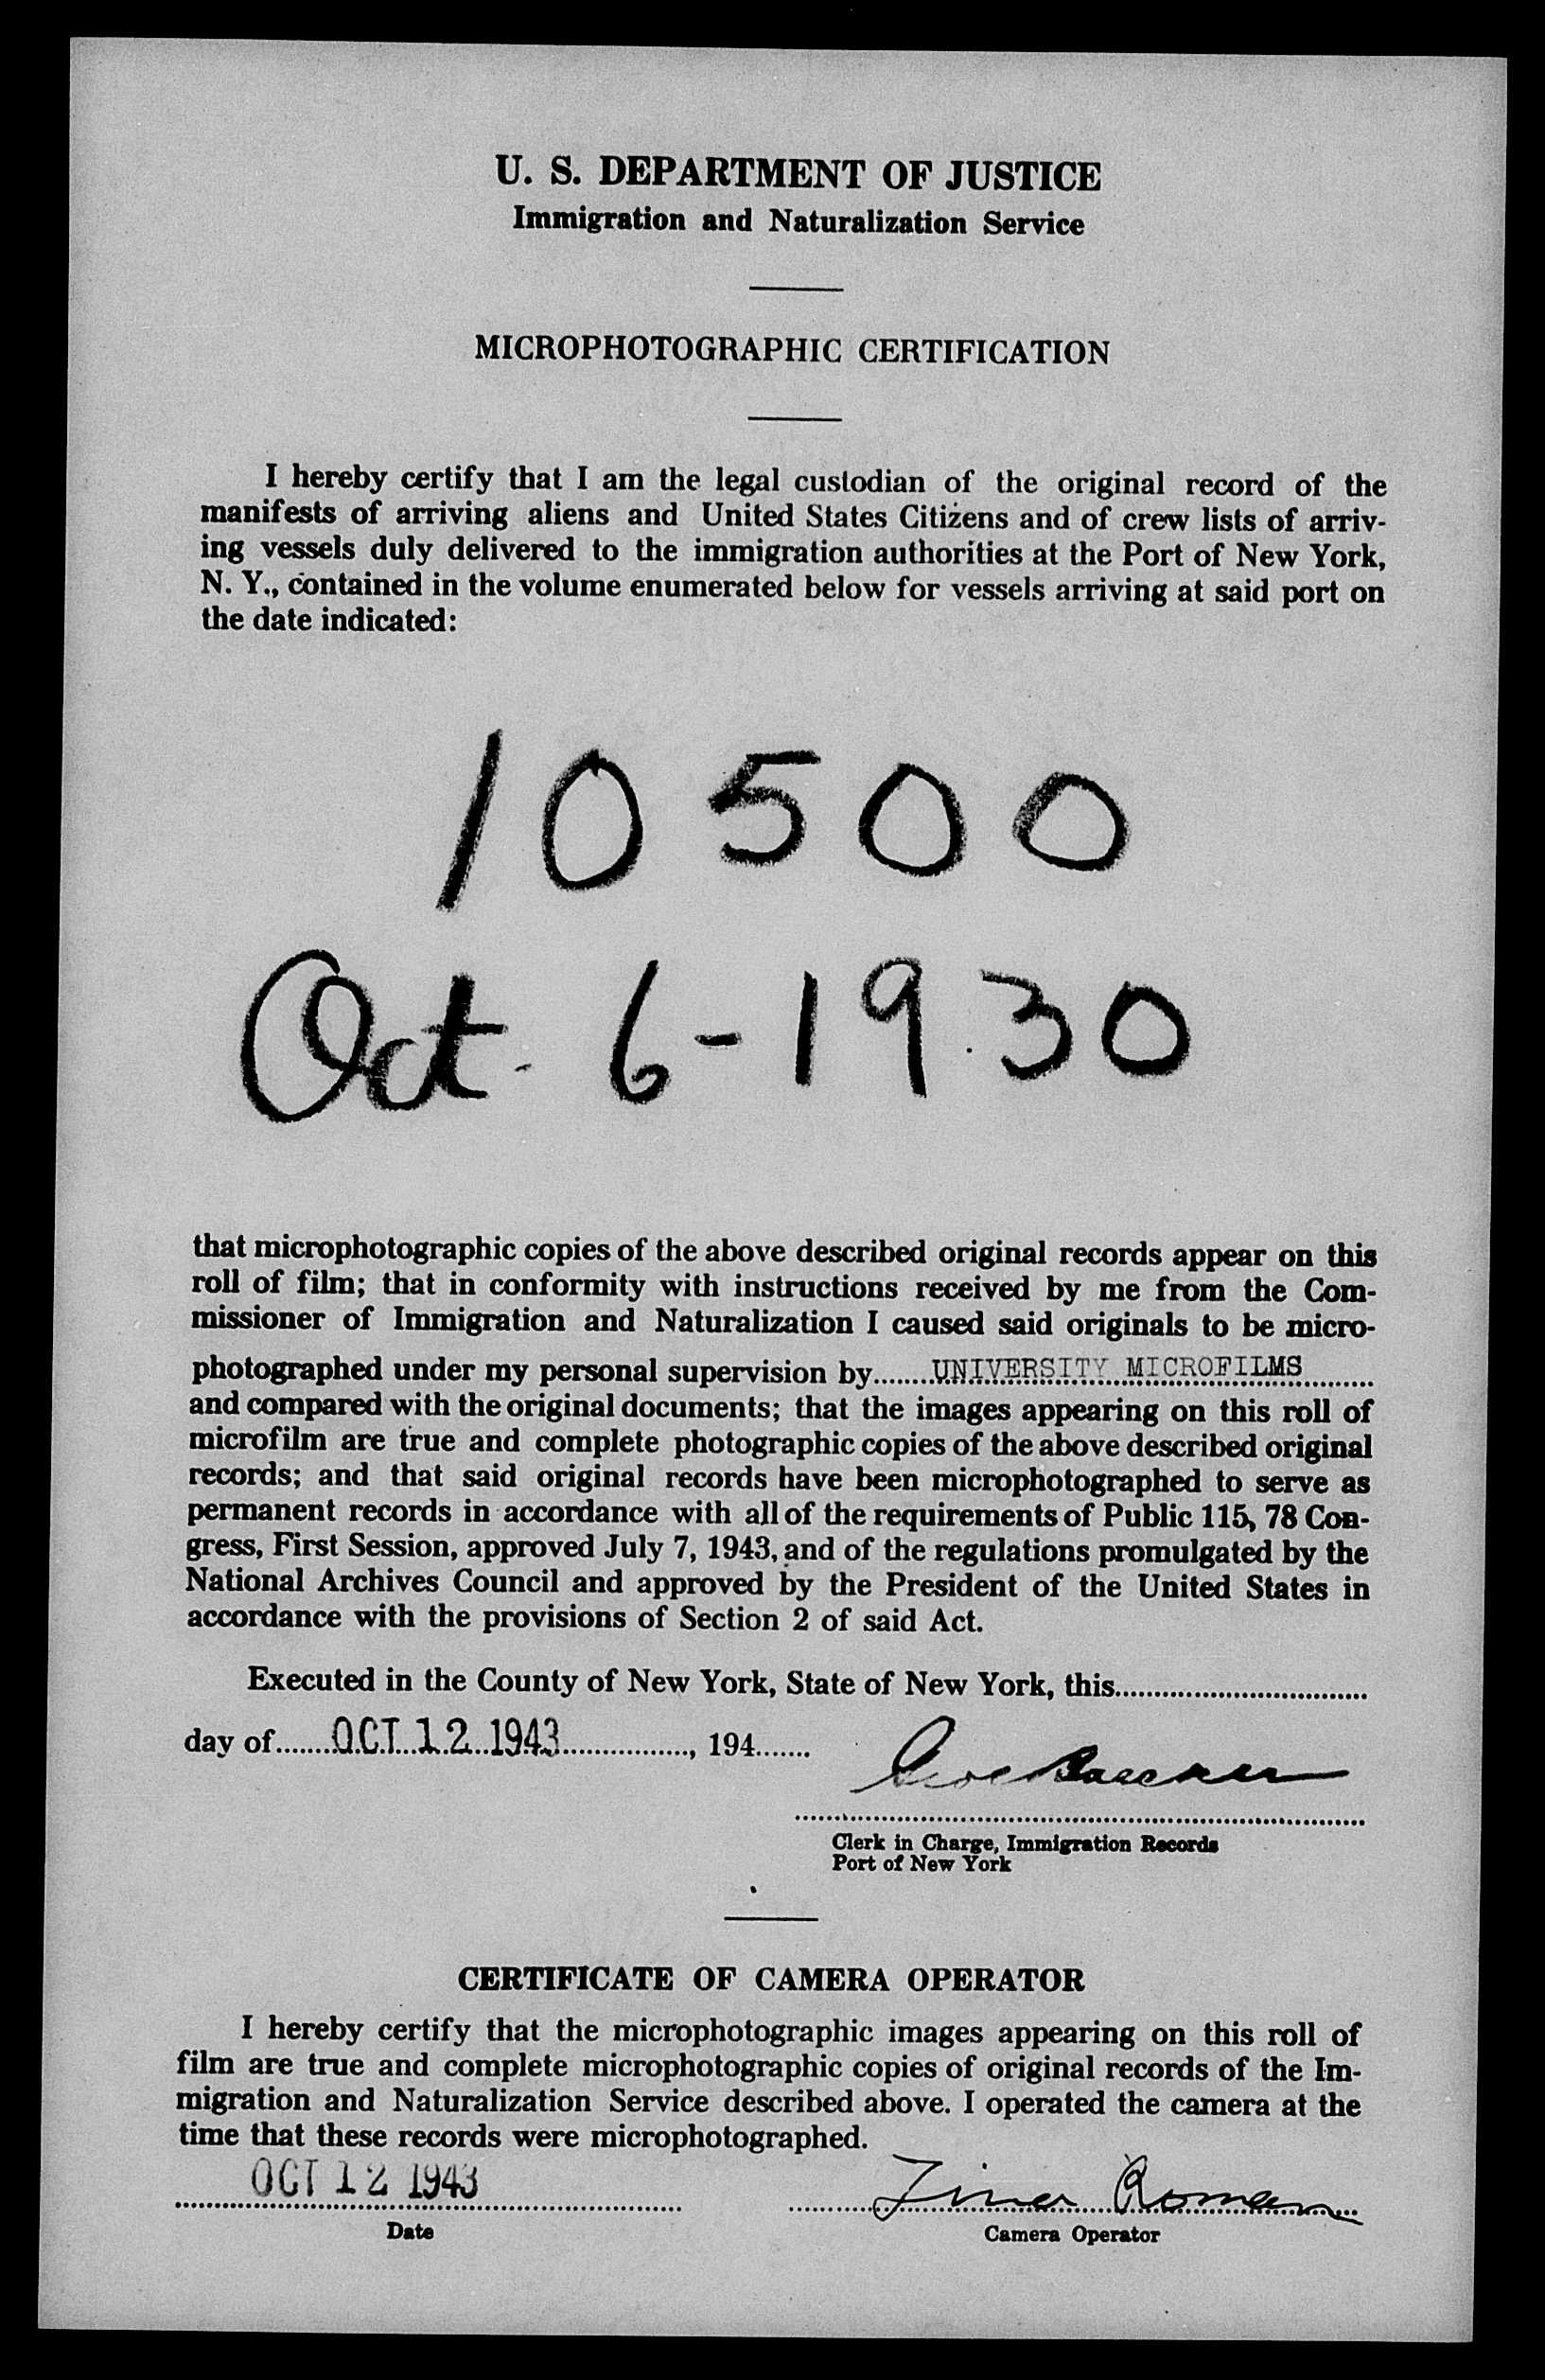 U. S. DEPARTMENT OF JUSTICE
Immigration and Naturalization Service
MICROPHOTOGRAPHIC CERTIFICATION
I hereby certify that I am the legal custodian of the original record of the
manifests of arriving aliens and United States Citizens and of crew lists of arriv-
ing vessels duly delivered to the immigration authorities at the Port of New York,
N. Y., contained in the volume enumerated below for vessels arriving at said port on
the date indicated:
10500
Oct. 6-1930
that microphotographic copies of the above described original records appear on this
roll of film; that in conformity with instructions received by me from the Com-
missioner of Immigration and Naturalization I caused said originals to be micro-
photographed under my personal supervision by.......UNIVERSITY MICROFILMS.........
and compared with the original documents; that the images appearing on this roll of
microfilm are true and complete photographic copies of the above described original
records; and that said original records have been microphotographed to serve as
permanent records in accordance with all of the requirements of Public 115, 78 Con-
gress, First Session, approved July 7, 1943, and of the regulations promulgated by the
National Archives Council and approved by the President of the United States in
accordance with the provisions of Section 2 of said Act.
Executed in the County of New York, State of New York, this................................
day of.......OCT 12 1943................, 194.......
Clerk in Charge, Immigration Records
Port of New York
CERTIFICATE OF CAMERA OPERATOR
I hereby certify that the microphotographic images appearing on this roll of
film are true and complete microphotographic copies of original records of the Im-
migration and Naturalization Service described above. I operated the camera at the
time that these records were microphotographed.
OCT 12 1943 Tina Roman
Date Camera Operator